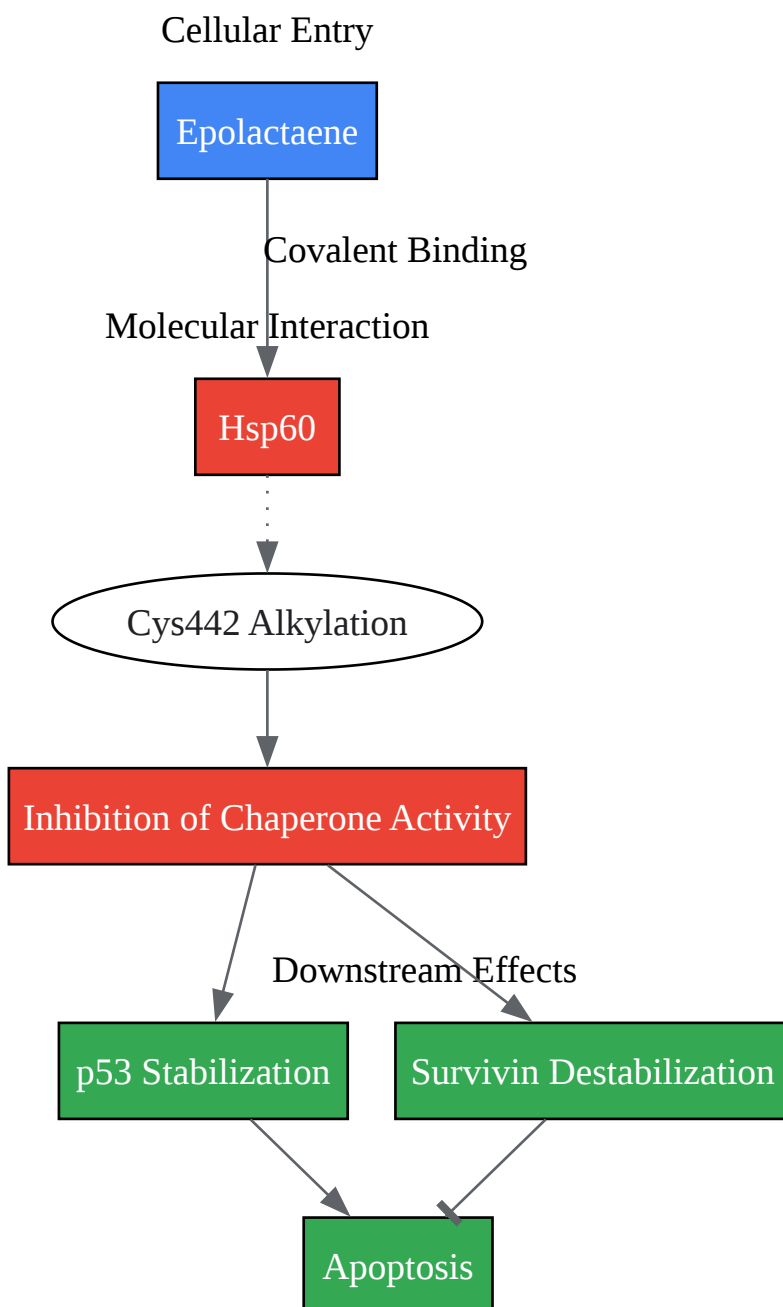 Cellular Entry
Epolactaene
Covalent Binding
Molecular Interaction
Hsp60
Cys442 Alkylation
Inhibition of Chaperone Activity
Downstream Effects
p53 Stabilization
Survivin Destabilization
Apoptosis